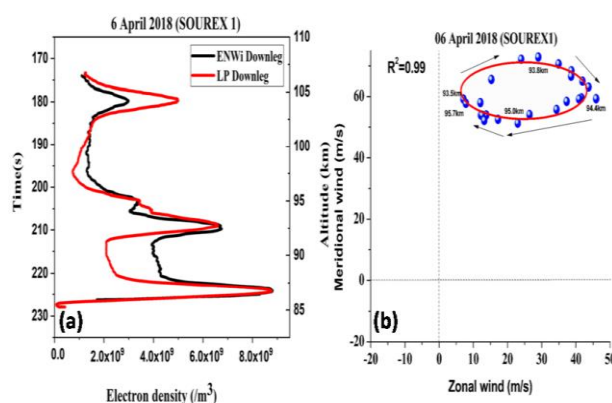 6 April 2018 (SOUREX 1)
ENWi Downleg
LP Downleg
Time(s)
170
180
190
200
210
220
230
110
105
100
95
90
85
Altitude (km)
(a)
0.0
2.0x10⁹
4.0x10⁹
6.0x10⁹
8.0x10⁹
Electron density (/m³)
06 April 2018 (SOUREX1)
R²=0.99
93.8km
93.5km
94.4km
95.0km
95.7km
Meridional wind (m/s)
80
60
40
20
0
-20
(b)
-20
-10
0
10
20
30
40
50
Zonal wind (m/s)